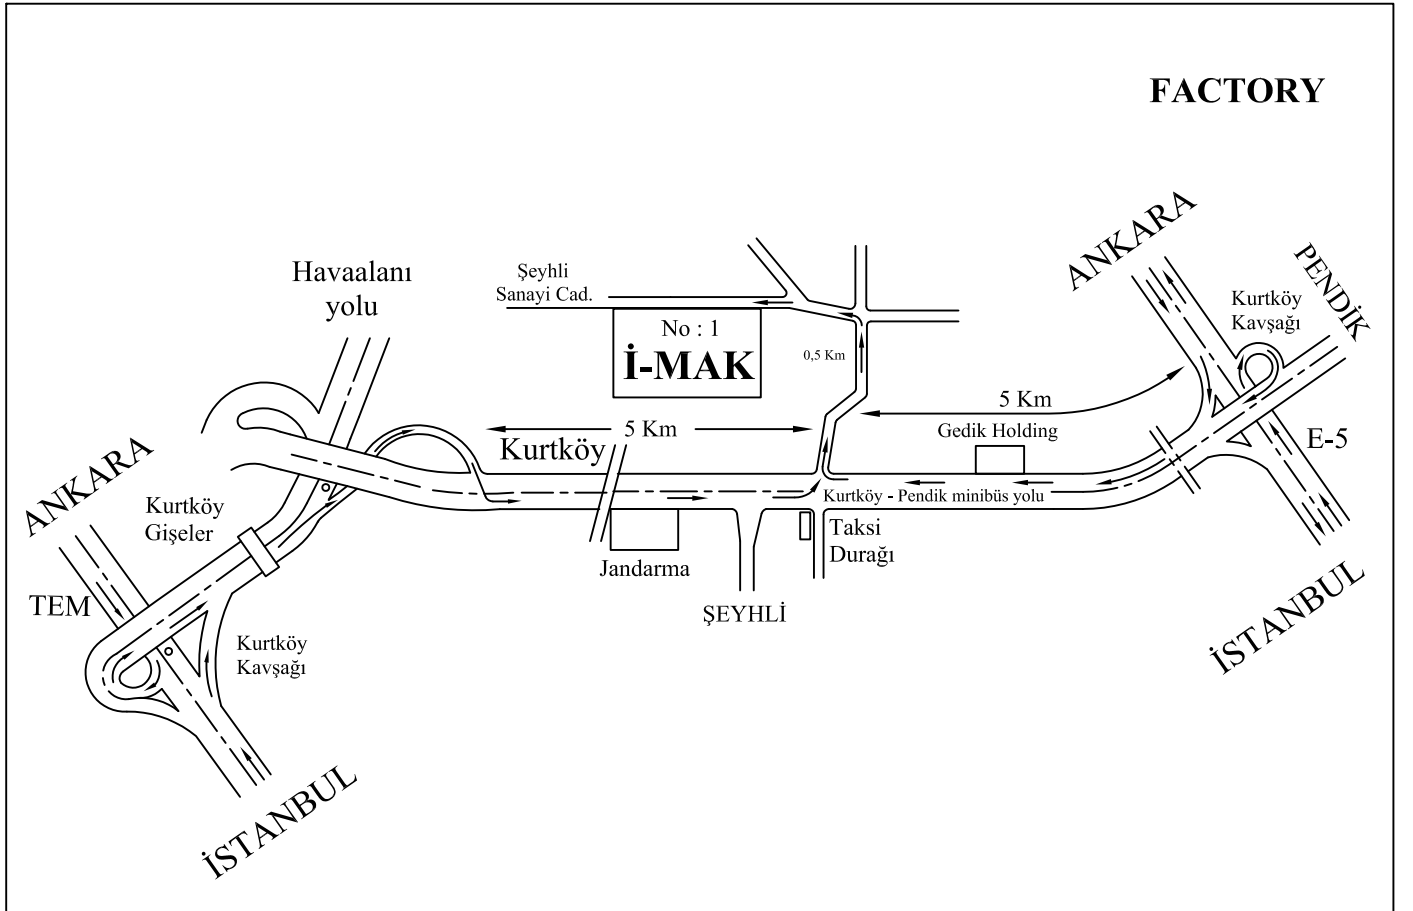 FACTORY
ANKARA
PENDİK
Havaalanı
yolu
Şeyhli
Sanayi Cad.
Kurtköy
Kavşağı
No : 1
İ-MAK
0,5 Km
5 Km
5 Km
Gedik Holding
E-5
Kurtköy
ANKARA
Kurtköy
Gişeler
Kurtköy - Pendik minibüs yolu
Taksi
Durağı
Jandarma
TEM
ŞEYHLİ
Kurtköy
Kavşağı
İSTANBUL
İSTANBUL